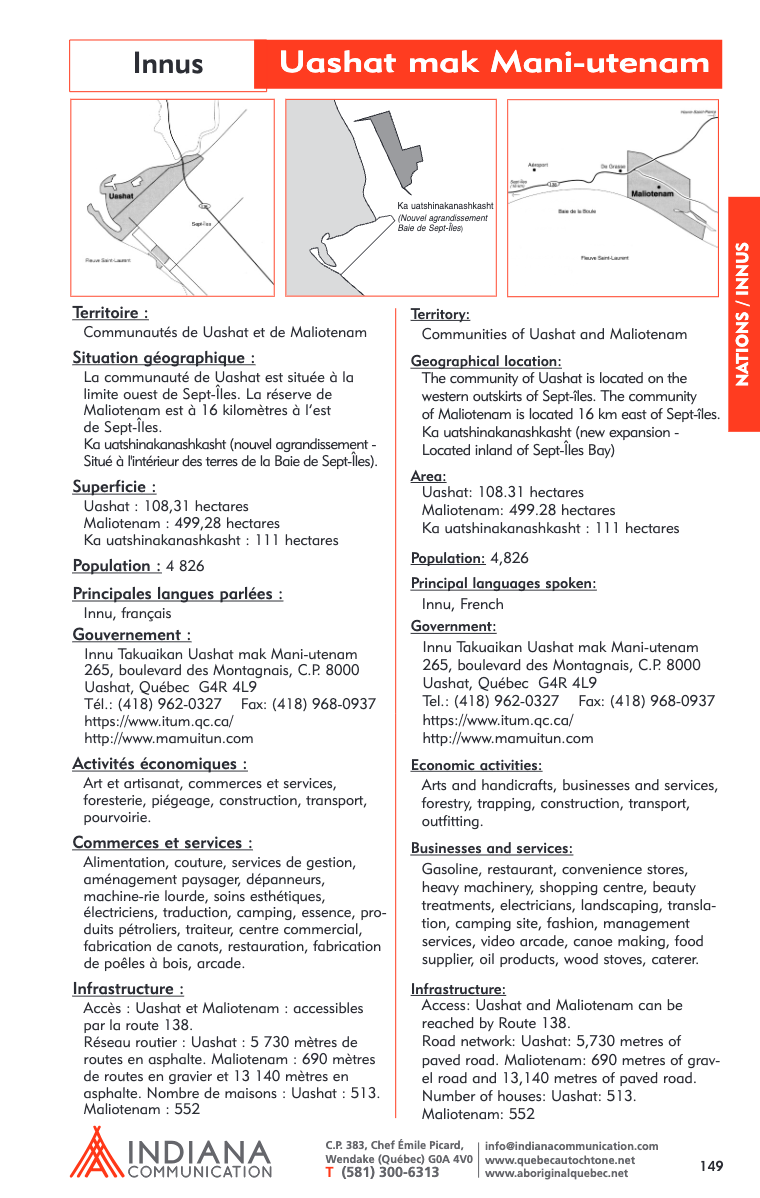 Innus
Uashat mak Mani-utenam
Uashat
Sept-Îles
Fleuve Saint-Laurent
Ka uatshinakanashkasht
(Nouvel agrandissement
Baie de Sept-Îles)
Aéroport
De Grasse
Maliotenam
Baie de la Boule
Fleuve Saint-Laurent
NATIONS / INNUS
Territoire :
Communautés de Uashat et de Maliotenam
Situation géographique :
La communauté de Uashat est située à la
limite ouest de Sept-Îles. La réserve de
Maliotenam est à 16 kilomètres à l’est
de Sept-Îles.
Ka uatshinakanashkasht (nouvel agrandissement -
Situé à l'intérieur des terres de la Baie de Sept-Îles).
Superficie :
Uashat : 108,31 hectares
Maliotenam : 499,28 hectares
Ka uatshinakanashkasht : 111 hectares
Population : 4 826
Principales langues parlées :
Innu, français
Gouvernement :
Innu Takuaikan Uashat mak Mani-utenam
265, boulevard des Montagnais, C.P. 8000
Uashat, Québec  G4R 4L9
Tél.: (418) 962-0327    Fax: (418) 968-0937
https://www.itum.qc.ca/
http://www.mamuitun.com
Activités économiques :
Art et artisanat, commerces et services,
foresterie, piégeage, construction, transport,
pourvoirie.
Commerces et services :
Alimentation, couture, services de gestion,
aménagement paysager, dépanneurs,
machine-rie lourde, soins esthétiques,
électriciens, traduction, camping, essence, pro-
duits pétroliers, traiteur, centre commercial,
fabrication de canots, restauration, fabrication
de poêles à bois, arcade.
Infrastructure :
Accès : Uashat et Maliotenam : accessibles
par la route 138.
Réseau routier : Uashat : 5 730 mètres de
routes en asphalte. Maliotenam : 690 mètres
de routes en gravier et 13 140 mètres en
asphalte. Nombre de maisons : Uashat : 513.
Maliotenam : 552
Territory:
Communities of Uashat and Maliotenam
Geographical location:
The community of Uashat is located on the
western outskirts of Sept-îles. The community
of Maliotenam is located 16 km east of Sept-îles.
Ka uatshinakanashkasht (new expansion -
Located inland of Sept-Îles Bay)
Area:
Uashat: 108.31 hectares
Maliotenam: 499.28 hectares
Ka uatshinakanashkasht : 111 hectares
Population: 4,826
Principal languages spoken:
Innu, French
Government:
Innu Takuaikan Uashat mak Mani-utenam
265, boulevard des Montagnais, C.P. 8000
Uashat, Québec  G4R 4L9
Tel.: (418) 962-0327    Fax: (418) 968-0937
https://www.itum.qc.ca/
http://www.mamuitun.com
Economic activities:
Arts and handicrafts, businesses and services,
forestry, trapping, construction, transport,
outfitting.
Businesses and services:
Gasoline, restaurant, convenience stores,
heavy machinery, shopping centre, beauty
treatments, electricians, landscaping, transla-
tion, camping site, fashion, management
services, video arcade, canoe making, food
supplier, oil products, wood stoves, caterer.
Infrastructure:
Access: Uashat and Maliotenam can be
reached by Route 138.
Road network: Uashat: 5,730 metres of
paved road. Maliotenam: 690 metres of grav-
el road and 13,140 metres of paved road.
Number of houses: Uashat: 513.
Maliotenam: 552
INDIANA
COMMUNICATION
C.P. 383, Chef Émile Picard,
Wendake (Québec) G0A 4V0
T (581) 300-6313
info@indianacommunication.com
www.quebecautochtone.net
www.aboriginalquebec.net
149